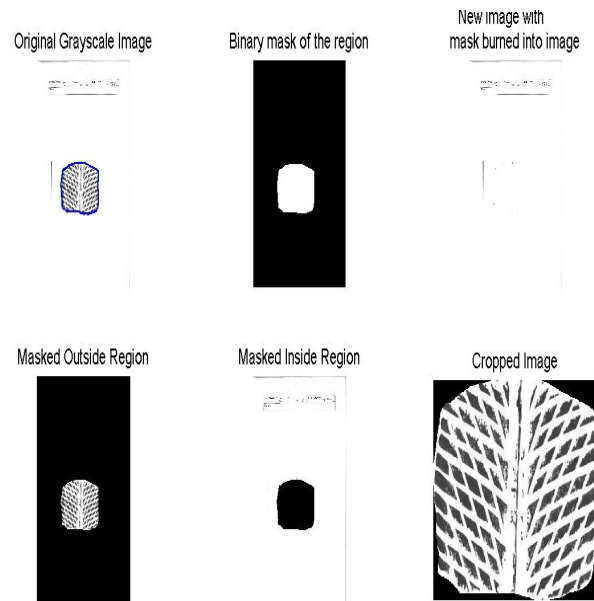 Original Grayscale Image
Binary mask of the region
New image with
mask burned into image
Masked Outside Region
Masked Inside Region
Cropped Image